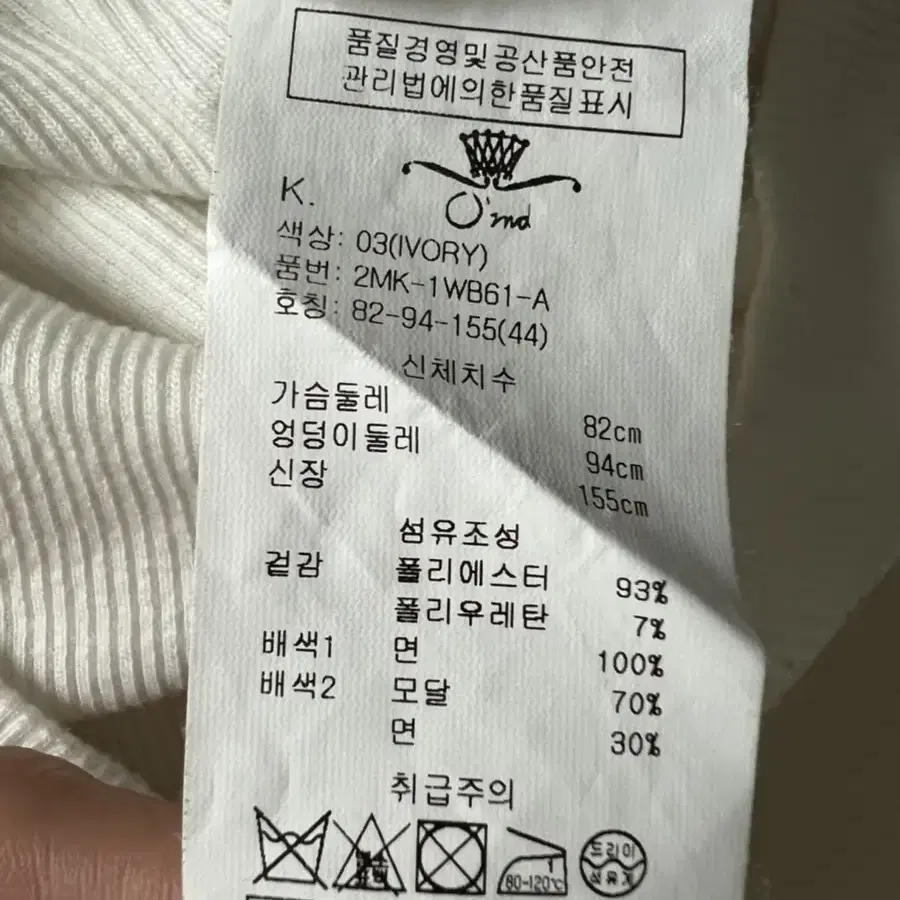 품질경영및공산품안전
관리법에의한품질표시
O'md
K.
색상: 03(IVORY)
품번: 2MK-1WB61-A
호칭: 82-94-155(44)
신체치수
가슴둘레 82cm
엉덩이둘레 94cm
신장 155cm
섬유조성
겉감 폴리에스터 93%
폴리우레탄 7%
배색1 면 100%
배색2 모달 70%
면 30%
취급주의
1
80-120℃
드라이
석유계